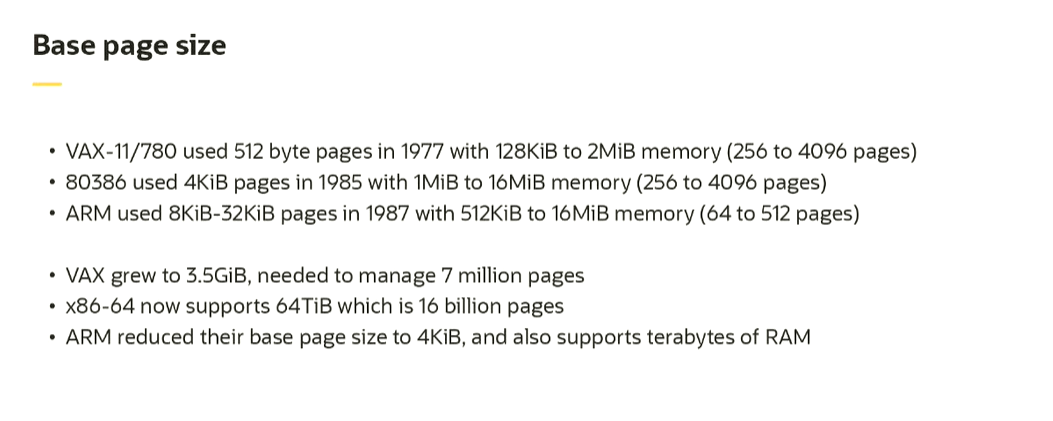 Base page size
• VAX-11/780 used 512 byte pages in 1977 with 128KiB to 2MiB memory (256 to 4096 pages)
• 80386 used 4KiB pages in 1985 with 1MiB to 16MiB memory (256 to 4096 pages)
• ARM used 8KiB-32KiB pages in 1987 with 512KiB to 16MiB memory (64 to 512 pages)
• VAX grew to 3.5GiB, needed to manage 7 million pages
• x86-64 now supports 64TiB which is 16 billion pages
• ARM reduced their base page size to 4KiB, and also supports terabytes of RAM